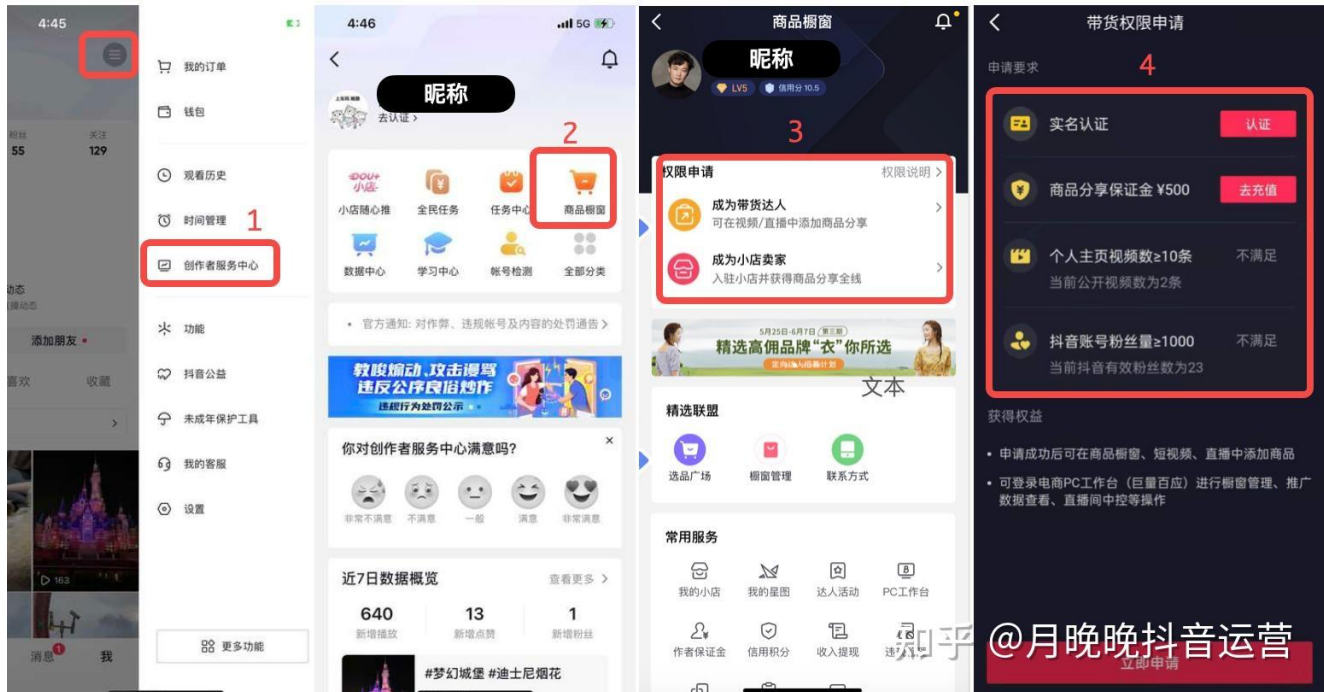 4:45
粉丝
关注
55
129
动态
添加朋友
喜欢
收藏
163
消息
1
我
我的订单
钱包
观看历史
时间管理
1
创作者服务中心
功能
抖音公益
未成年保护工具
我的客服
设置
更多功能
4:46
5G
昵称
去认证 >
2
DOU+
小店
小店随心推
全民任务
任务中心
商品橱窗
数据中心
学习中心
帐号检测
全部分类
• 官方通知: 对作弊、违规帐号及内容的处罚通告 >
教唆煽动,攻击谩骂
违反公序良俗炒作
违规行为处罚公示
你对创作者服务中心满意吗?
非常不满意
不满意
一般
满意
非常满意
近7日数据概览
查看更多 >
640
13
1
新增播放
新增点赞
新增粉丝
#梦幻城堡 #迪士尼烟花
商品橱窗
昵称
LV5
信用分 10.5
3
权限申请
权限说明 >
成为带货达人
可在视频/直播中添加商品分享
成为小店卖家
入驻小店并获得商品分享全线
5月25日-6月7日 (第三期)
精选高佣品牌“衣”你所选
文本
精选联盟
选品广场
橱窗管理
联系方式
常用服务
我的小店
我的星图
达人活动
PC工作台
作者保证金
信用积分
收入提现
带货权限申请
申请要求
4
实名认证
认证
商品分享保证金 ¥500
去充值
个人主页视频数≥10条
不满足
当前公开视频数为2条
抖音账号粉丝量≥1000
不满足
当前抖音有效粉丝数为23
获得权益
• 申请成功后可在商品橱窗、短视频、直播中添加商品
• 可登录电商PC工作台（巨量百应）进行橱窗管理、推广
数据查看、直播间中控等操作
立即申请
知乎 @月晚晚抖音运营